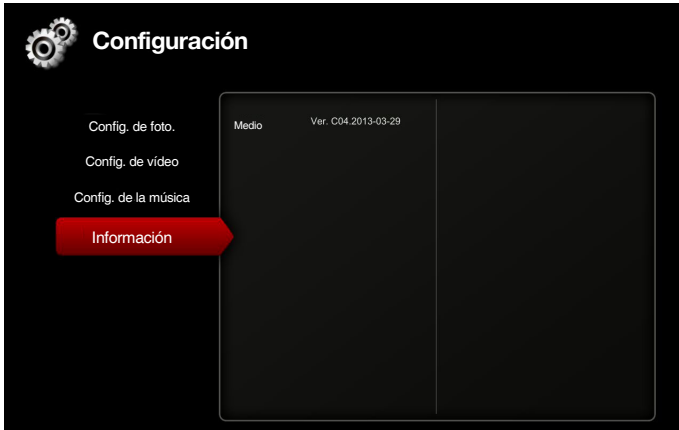 Configuración
Config. de foto.
Config. de vídeo
Config. de la música
Información
Medio Ver. C04.2013-03-29